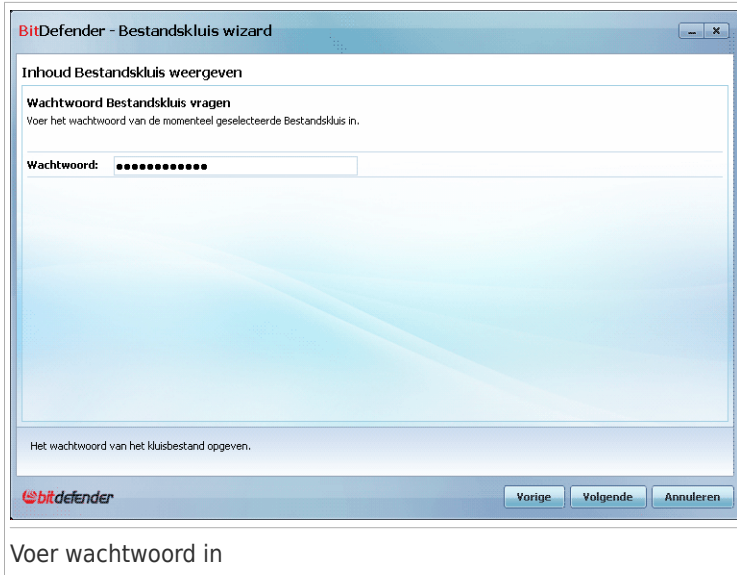 BitDefender - Bestandskluis wizard
Inhoud Bestandskluis weergeven
Wachtwoord Bestandskluis vragen
Voer het wachtwoord van de momenteel geselecteerde Bestandskluis in.
Wachtwoord: ●●●●●●●●●●●●
Het wachtwoord van het kluisbestand opgeven.
bitdefender
Vorige Volgende Annuleren
Voer wachtwoord in